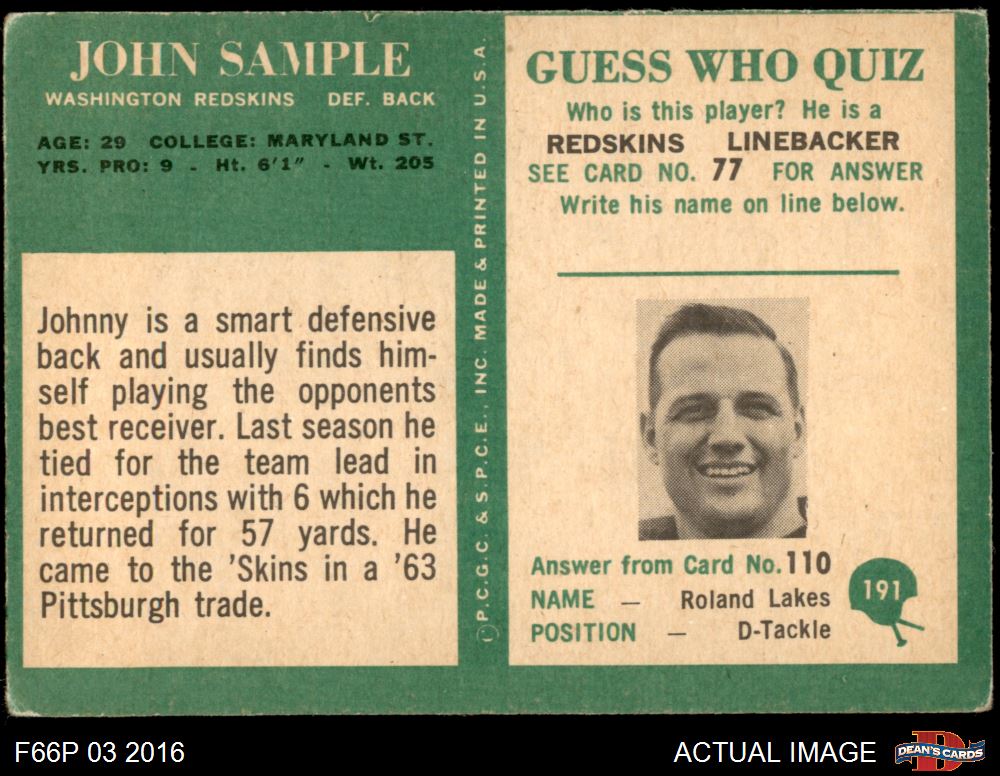 JOHN SAMPLE
WASHINGTON REDSKINS DEF. BACK
AGE: 29 COLLEGE: MARYLAND ST.
YRS. PRO: 9 - Ht. 6'1" - Wt. 205
Johnny is a smart defensive
back and usually finds him-
self playing the opponents
best receiver. Last season he
tied for the team lead in
interceptions with 6 which he
returned for 57 yards. He
came to the 'Skins in a '63
Pittsburgh trade.
©P.C.G.C. & S.P.C.E., INC. MADE & PRINTED IN U.S.A.
GUESS WHO QUIZ
Who is this player? He is a
REDSKINS LINEBACKER
SEE CARD NO. 77 FOR ANSWER
Write his name on line below.
Answer from Card No. 110
NAME — Roland Lakes
POSITION — D-Tackle
191
F66P 03 2016
ACTUAL IMAGE
DEAN'S CARDS